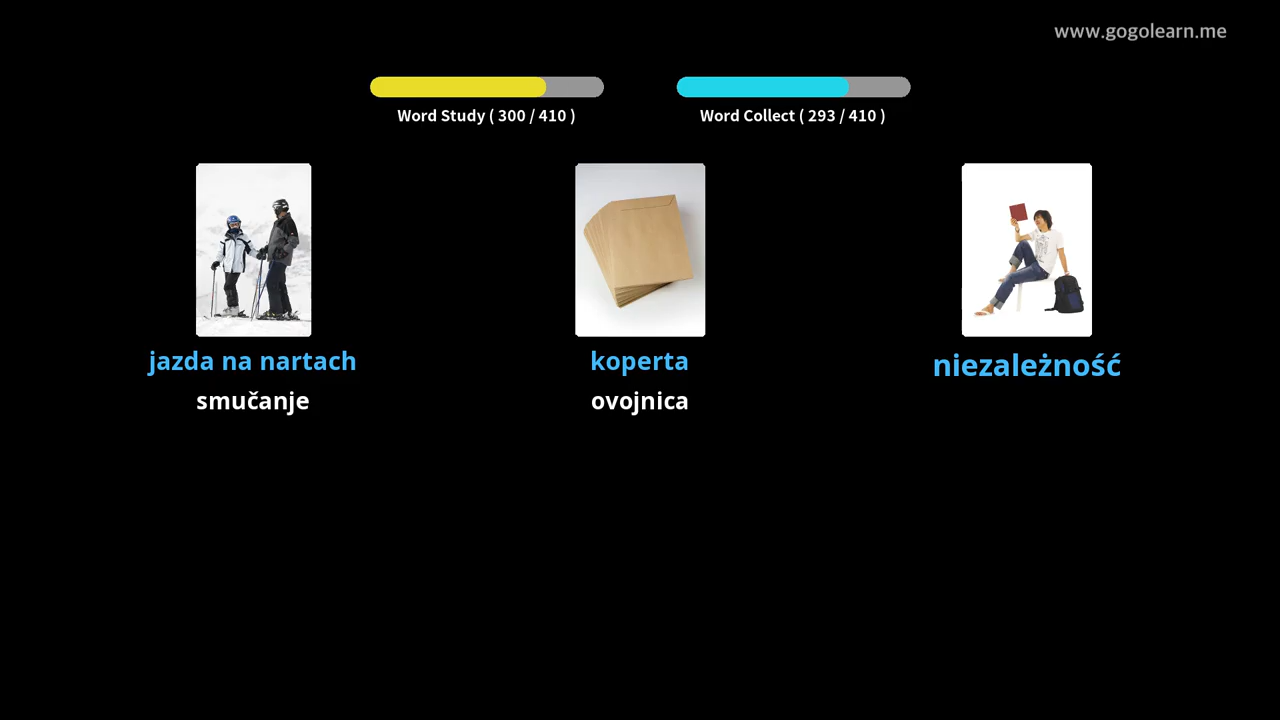 www.gogolearn.me
Word Study ( 300 / 410 )
Word Collect ( 293 / 410 )
jazda na nartach
smučanje
koperta
ovojnica
niezależność